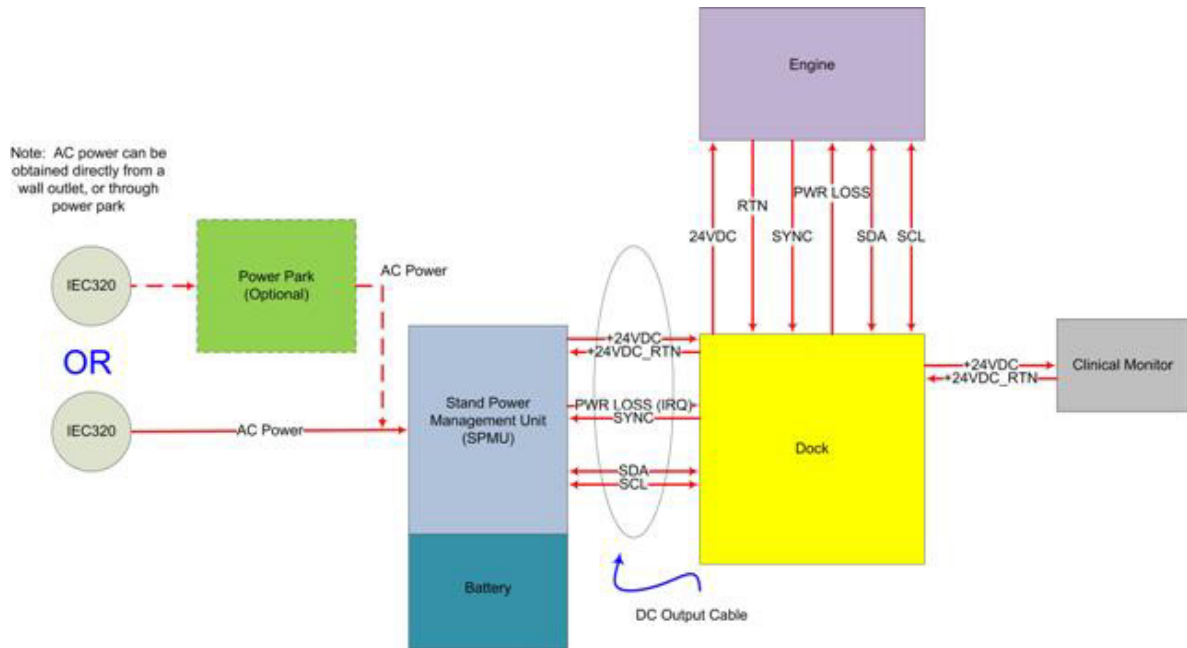 Engine
Note: AC power can be
obtained directly from a
wall outlet, or through
power park
24VDC
RTN
SYNC
PWR LOSS
SDA
SCL
IEC320
Power Park
(Optional)
AC Power
OR
IEC320
AC Power
Stand Power
Management Unit
(SPMU)
Battery
+24VDC
+24VDC_RTN
PWR LOSS (IRQ)
SYNC
SDA
SCL
Dock
+24VDC
+24VDC_RTN
Clinical Monitor
DC Output Cable